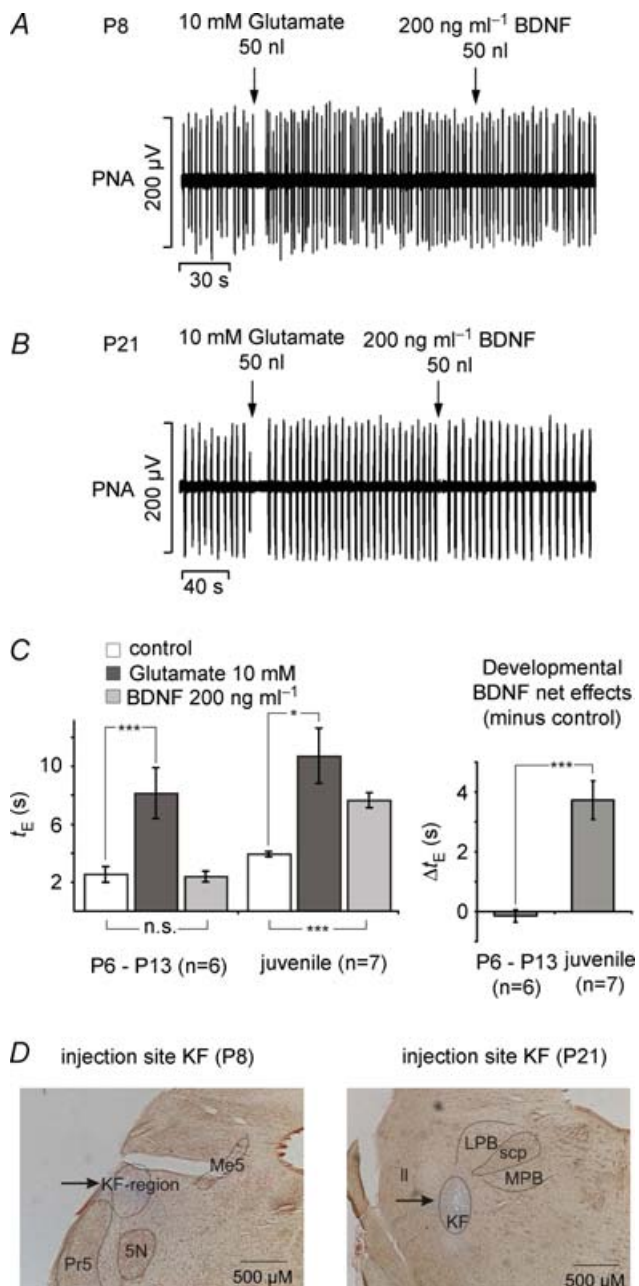 A P8 10 mM Glutamate 200 ng ml⁻¹ BDNF
50 nl 50 nl
PNA 200 µV
30 s
B P21 10 mM Glutamate 200 ng ml⁻¹ BDNF
50 nl 50 nl
PNA 200 µV
40 s
C
control
Glutamate 10 mM
BDNF 200 ng ml⁻¹
*** *
tE (s)
10
6
2
n.s. ***
P6 - P13 (n=6) juvenile (n=7)
Developmental
BDNF net effects
(minus control)
***
ΔtE (s)
4
2
0
P6 - P13 juvenile
(n=6) (n=7)
D injection site KF (P8) injection site KF (P21)
Me5
KF-region
5N
Pr5
500 µM
LPB
scp
MPB
ll
KF
500 µM